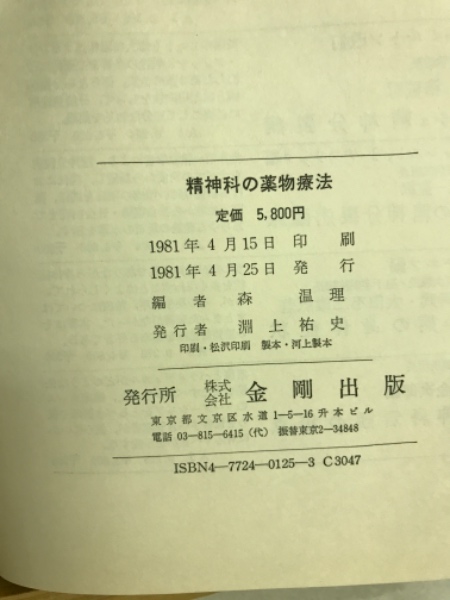 精神科の薬物療法
定価 5,800円
1981年 4 月15日 印 刷
1981年 4 月25日 発 行
編 者 森 温 理
発行者 淵 上 祐 史
印刷・松沢印刷 製本・河上製本
発行所 株式会社 金 剛 出 版
東京都文京区水道1—5—16 升本ビル
電話 03—815—6415（代） 振替東京2—34848
ISBN4—7724—0125—3 C3047